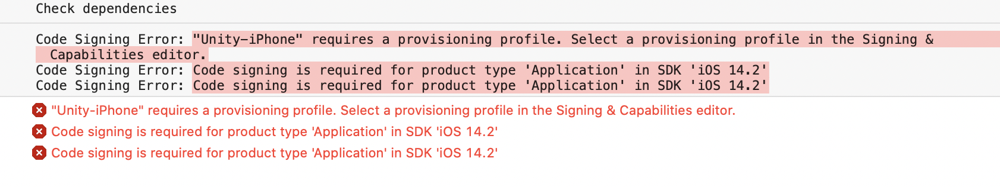 Check dependencies
Code Signing Error: "Unity-iPhone" requires a provisioning profile. Select a provisioning profile in the Signing &
Capabilities editor.
Code Signing Error: Code signing is required for product type 'Application' in SDK 'iOS 14.2'
Code Signing Error: Code signing is required for product type 'Application' in SDK 'iOS 14.2'
"Unity-iPhone" requires a provisioning profile. Select a provisioning profile in the Signing & Capabilities editor.
Code signing is required for product type 'Application' in SDK 'iOS 14.2'
Code signing is required for product type 'Application' in SDK 'iOS 14.2'